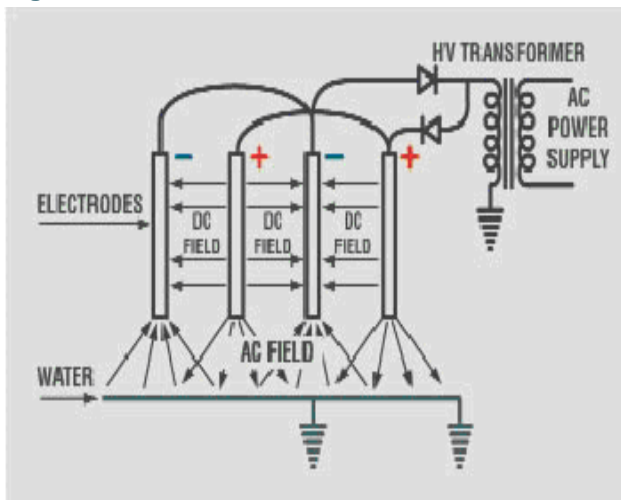 HV TRANSFORMER
AC
POWER
SUPPLY
- + - +
ELECTRODES
DC DC DC
FIELD FIELD FIELD
AC FIELD
WATER